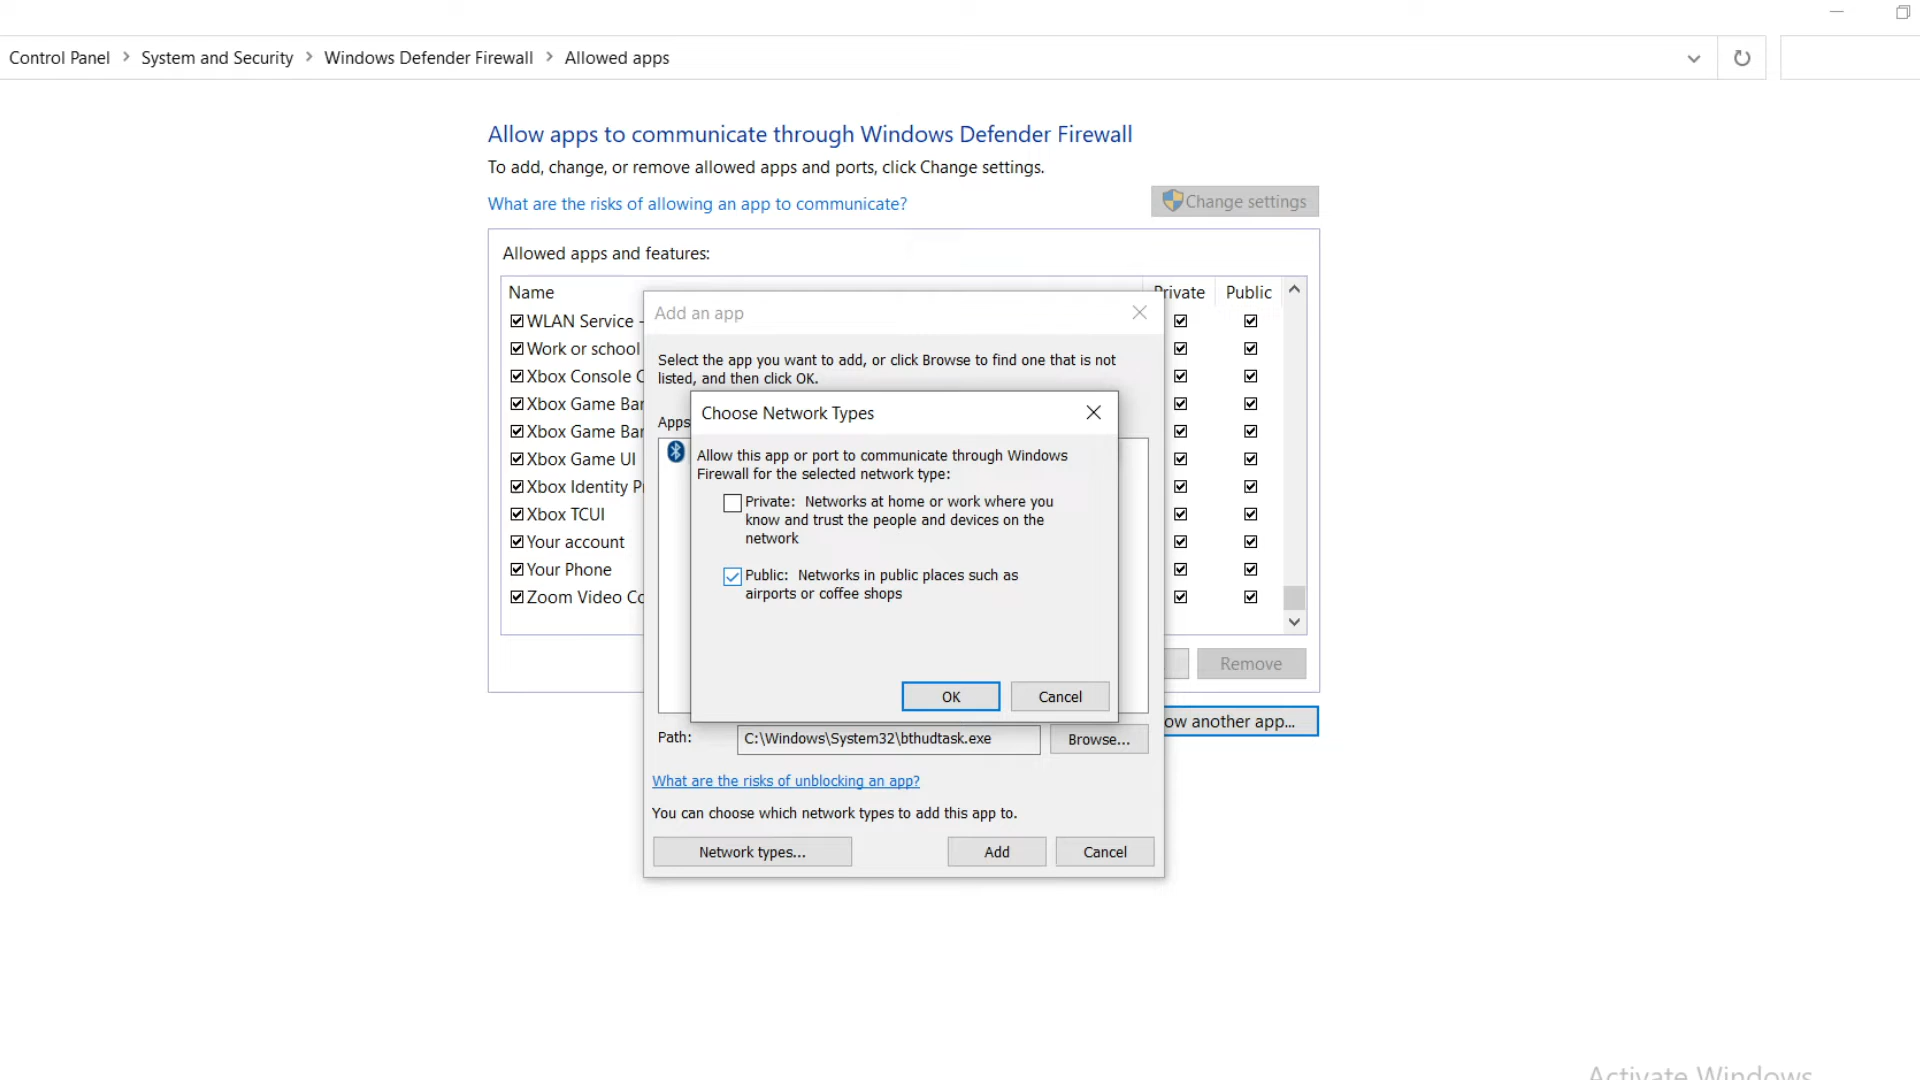 Control Panel > System and Security > Windows Defender Firewall > Allowed apps
Allow apps to communicate through Windows Defender Firewall
To add, change, or remove allowed apps and ports, click Change settings.
What are the risks of allowing an app to communicate?
Change settings
Allowed apps and features:
Name
Private
Public
WLAN Service -
Work or school
Xbox Console
Xbox Game Bar
Xbox Game Bar
Xbox Game UI
Xbox Identity
Xbox TCUI
Your account
Your Phone
Zoom Video
Remove
another app...
Add an app
Select the app you want to add, or click Browse to find one that is not
listed, and then click OK.
Apps
Choose Network Types
Allow this app or port to communicate through Windows
Firewall for the selected network type:
Private: Networks at home or work where you
know and trust the people and devices on the
network
Public: Networks in public places such as
airports or coffee shops
OK
Cancel
Path:
C:\Windows\System32\bthudtask.exe
Browse...
What are the risks of unblocking an app?
You can choose which network types to add this app to.
Network types...
Add
Cancel
Activate Windows